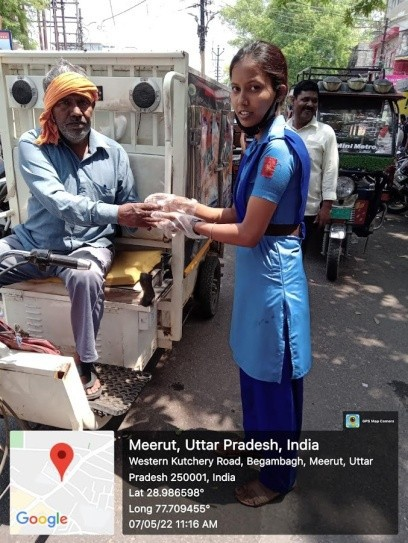 Mini Metro
GPS Map Camera
Meerut, Uttar Pradesh, India
Western Kutchery Road, Begambagh, Meerut, Uttar
Pradesh 250001, India
Lat 28.986598°
Long 77.709455°
07/05/22 11:16 AM
Google